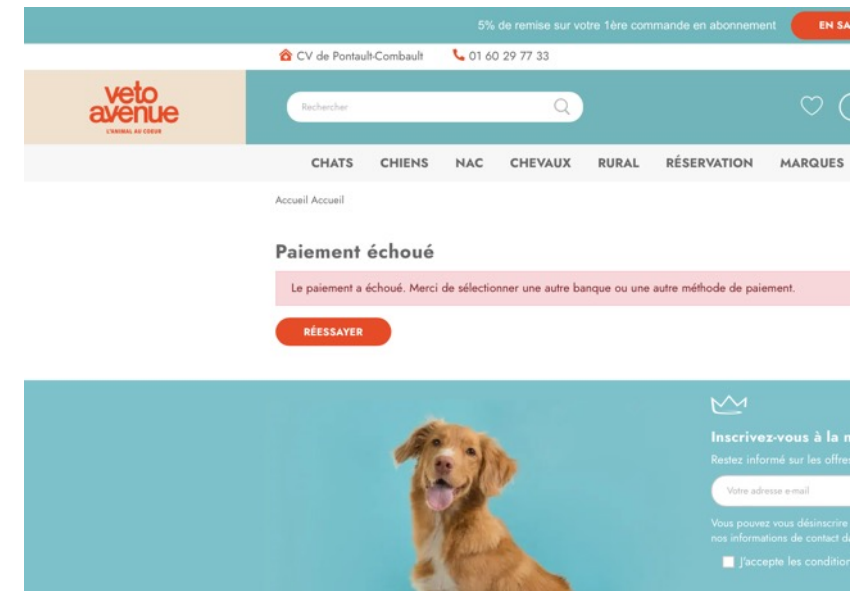 5% de remise sur votre 1ère commande en abonnement
EN SA
CV de Pontault-Combault 01 60 29 77 33
veto
avenue
L'ANIMAL AU COEUR
Rechercher
CHATS CHIENS NAC CHEVAUX RURAL RÉSERVATION MARQUES
Accueil Accueil
Paiement échoué
Le paiement a échoué. Merci de sélectionner une autre banque ou une autre méthode de paiement.
RÉESSAYER
Inscrivez-vous à la n
Restez informé sur les offres
Votre adresse e-mail
Vous pouvez vous désinscrire
nos informations de contact da
J'accepte les condition